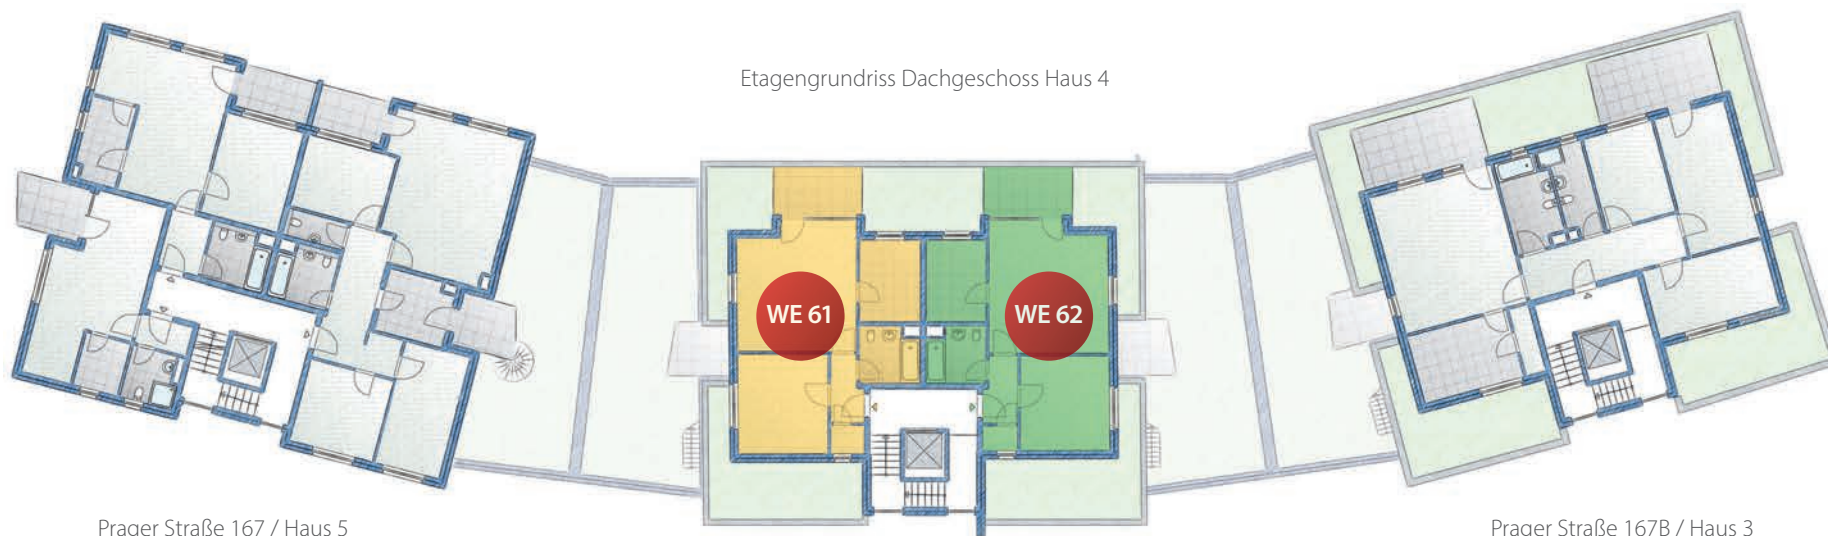 Etagengrundriss Dachgeschoss Haus 4
WE 61
WE 62
Prager Straße 167 / Haus 5
Prager Straße 167B / Haus 3